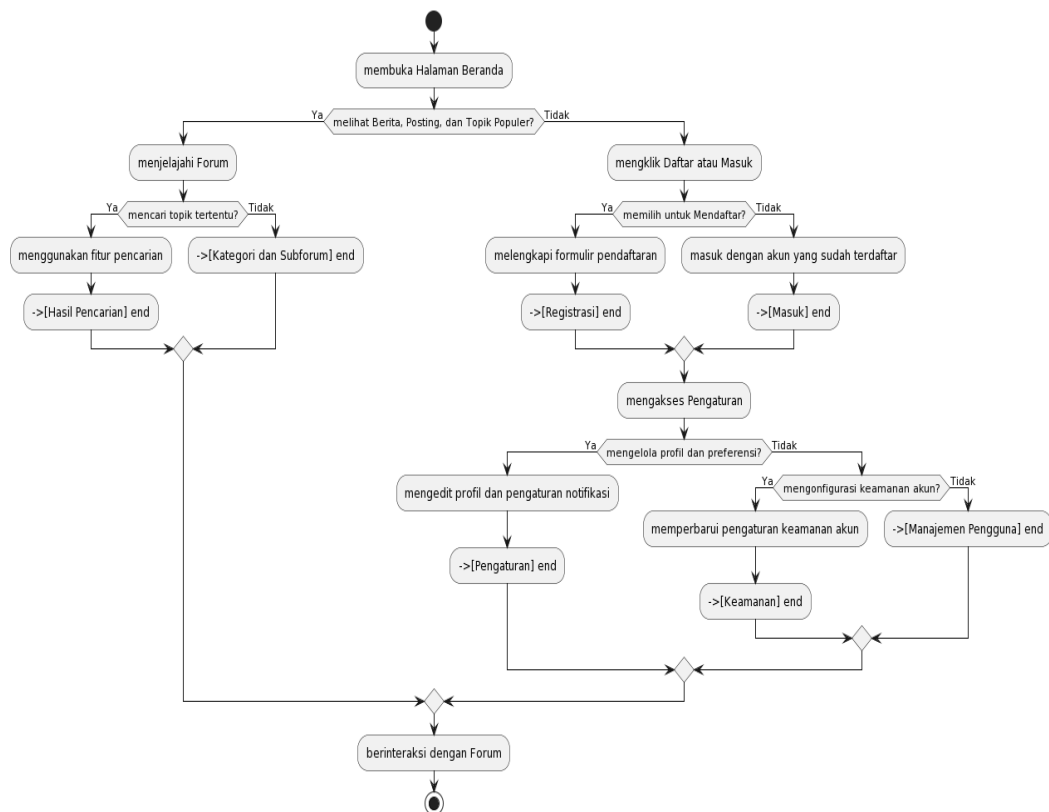 membuka Halaman Beranda
Ya
melihat Berita, Posting, dan Topik Populer?
Tidak
menjelajahi Forum
mengklik Daftar atau Masuk
Ya
mencari topik tertentu?
Tidak
Ya
memilih untuk Mendaftar?
Tidak
menggunakan fitur pencarian
->[Kategori dan Subforum] end
melengkapi formulir pendaftaran
masuk dengan akun yang sudah terdaftar
->[Hasil Pencarian] end
->[Registrasi] end
->[Masuk] end
mengakses Pengaturan
Ya
mengelola profil dan preferensi?
Tidak
mengedit profil dan pengaturan notifikasi
Ya
mengonfigurasi keamanan akun?
Tidak
memperbarui pengaturan keamanan akun
->[Manajemen Pengguna] end
->[Pengaturan] end
->[Keamanan] end
berinteraksi dengan Forum